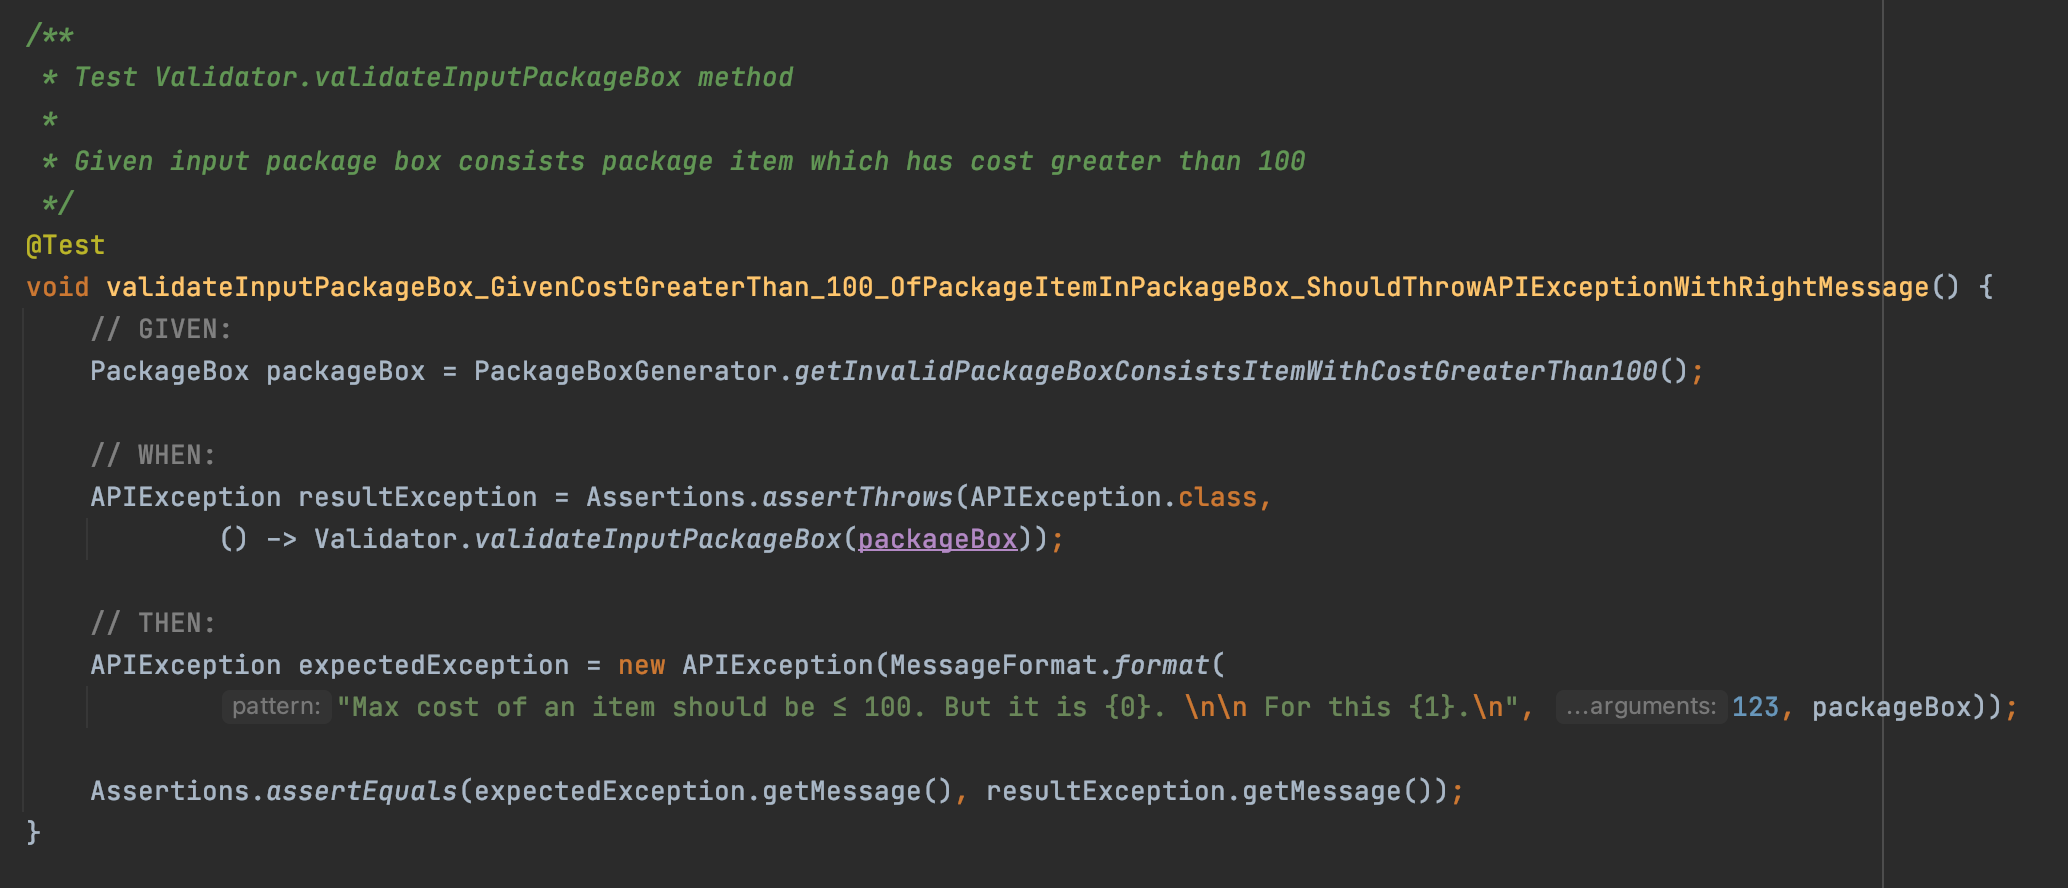 /**
 * Test Validator.validateInputPackageBox method
 *
 * Given input package box consists package item which has cost greater than 100
 */
@Test
void validateInputPackageBox_GivenCostGreaterThan_100_OfPackageItemInPackageBox_ShouldThrowAPIExceptionWithRightMessage() {
    // GIVEN:
    PackageBox packageBox = PackageBoxGenerator.getInvalidPackageBoxConsistsItemWithCostGreaterThan100();

    // WHEN:
    APIException resultException = Assertions.assertThrows(APIException.class,
            () -> Validator.validateInputPackageBox(packageBox));

    // THEN:
    APIException expectedException = new APIException(MessageFormat.format(
            pattern: "Max cost of an item should be ≤ 100. But it is {0}. \n\n For this {1}.\n", ...arguments: 123, packageBox));

    Assertions.assertEquals(expectedException.getMessage(), resultException.getMessage());
}